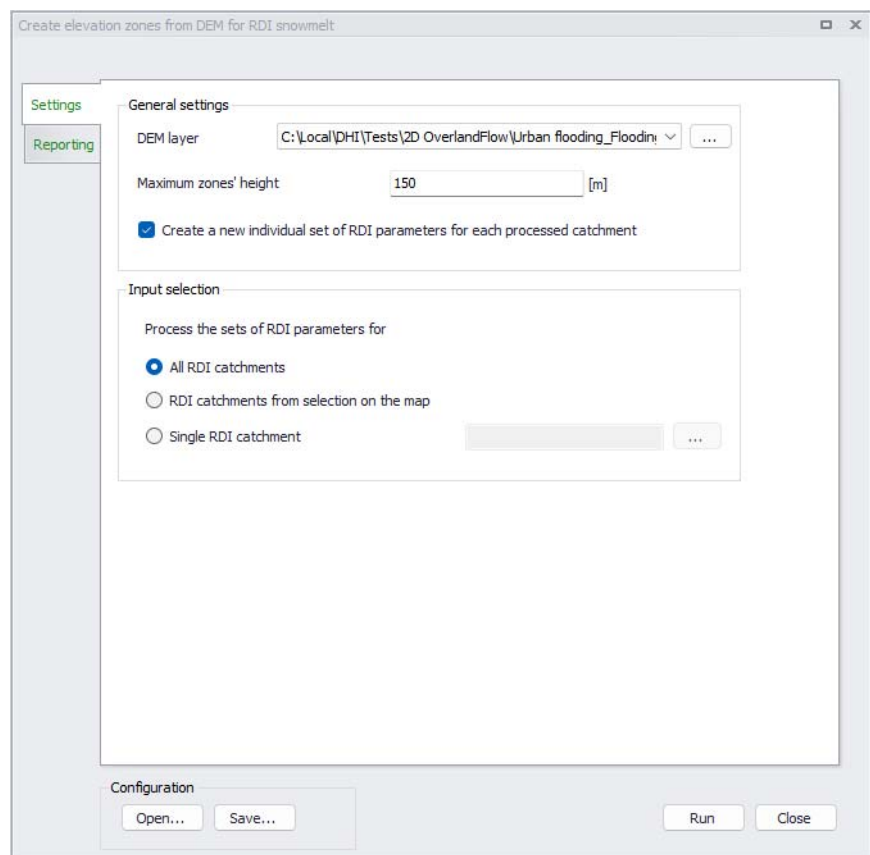 Create elevation zones from DEM for RDI snowmelt
Settings
Reporting
General settings
DEM layer
C:\Local\DHI\Tests\2D OverlandFlow\Urban flooding_Flooding
...
Maximum zones' height
150
[m]
Create a new individual set of RDI parameters for each processed catchment
Input selection
Process the sets of RDI parameters for
All RDI catchments
RDI catchments from selection on the map
Single RDI catchment
...
Configuration
Open...
Save...
Run
Close